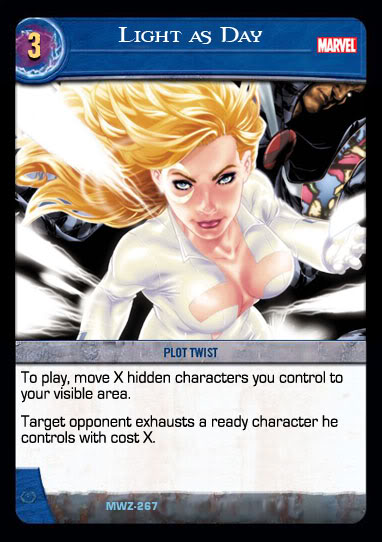 3
Light as Day
MARVEL
PLOT TWIST
To play, move X hidden characters you control to
your visible area.
Target opponent exhausts a ready character he
controls with cost X.
MWZ-267